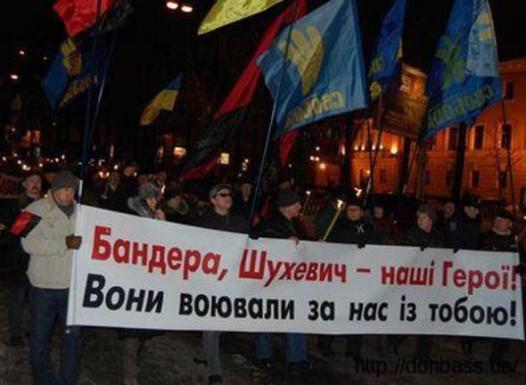 СВОБОДА
Бандера, Шухевич – наші Герої!
Вони воювали за нас із тобою!
http://donbass.ua/